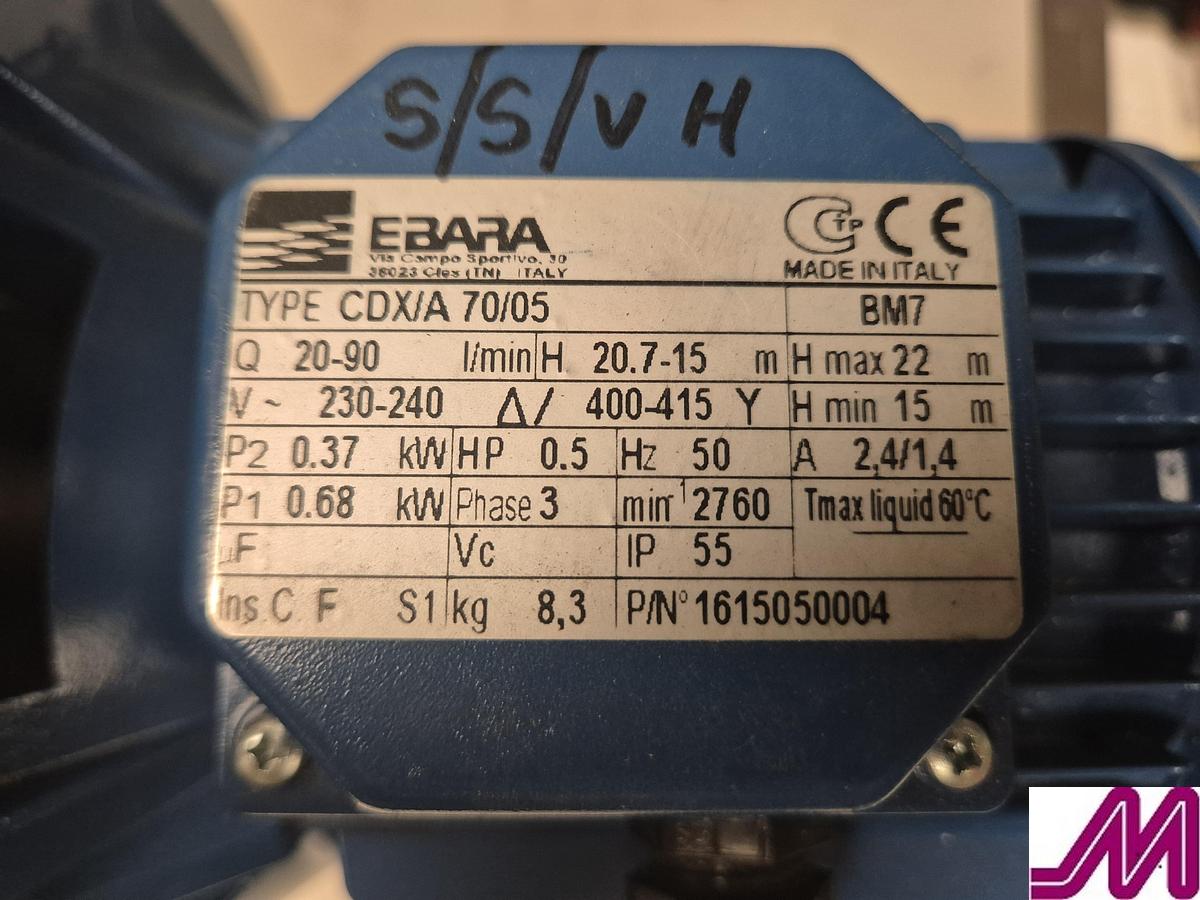 S/S/V H
EBARA
Via Campo Sportivo, 30
38023 Cles (TN) ITALY
CTP CE
MADE IN ITALY
TYPE CDX/A 70/05 BM7
Q 20-90 l/min H 20.7-15 m H max 22 m
V ~ 230-240 Δ/ 400-415 Y H min 15 m
P2 0.37 kW HP 0.5 Hz 50 A 2,4/1,4
P1 0.68 kW Phase 3 min⁻¹ 2760 Tmax liquid 60°C
µF Vc IP 55
Ins.C. F S1 kg 8,3 P/N° 1615050004
M